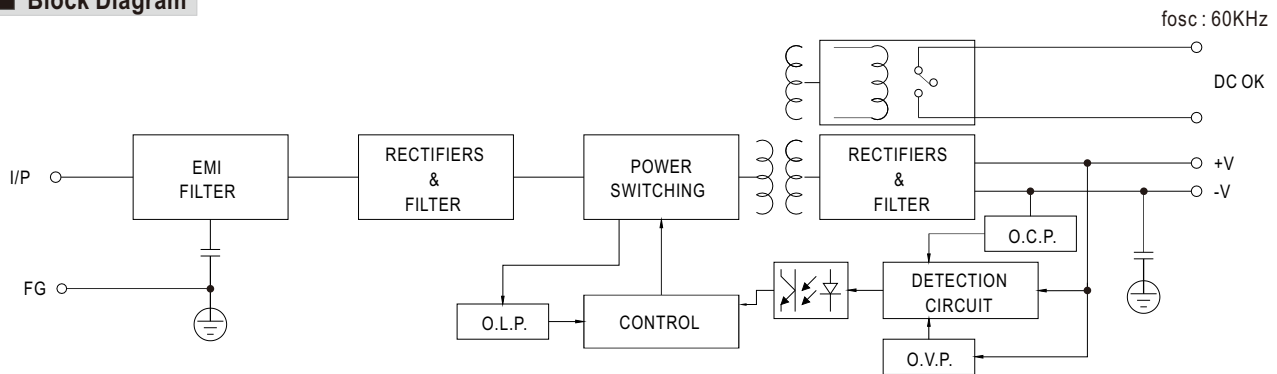 ■ Block Diagram
fosc : 60KHz
DC OK
I/P
EMI
FILTER
RECTIFIERS
&
FILTER
POWER
SWITCHING
RECTIFIERS
&
FILTER
+V
-V
O.C.P.
FG
O.L.P.
CONTROL
DETECTION
CIRCUIT
O.V.P.